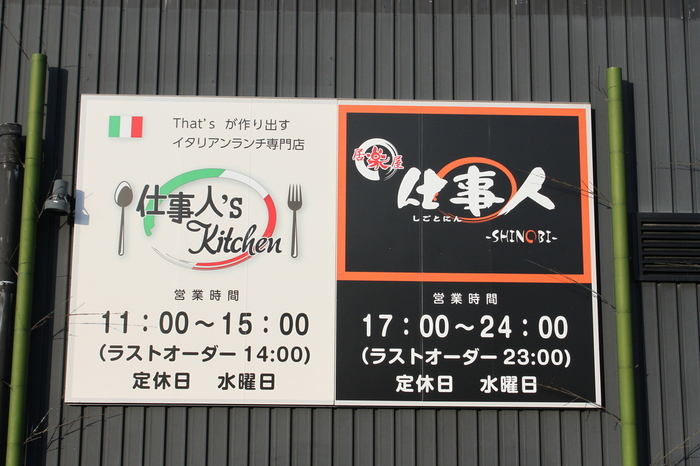 That's が作り出す
イタリアンランチ専門店
仕事人's
Kitchen
営業時間
11：00～15：00
(ラストオーダー 14:00)
定休日 水曜日
居楽屋
仕事人
しごとにん
-SHINOBI-
営業時間
17：00～24：00
(ラストオーダー 23:00)
定休日 水曜日